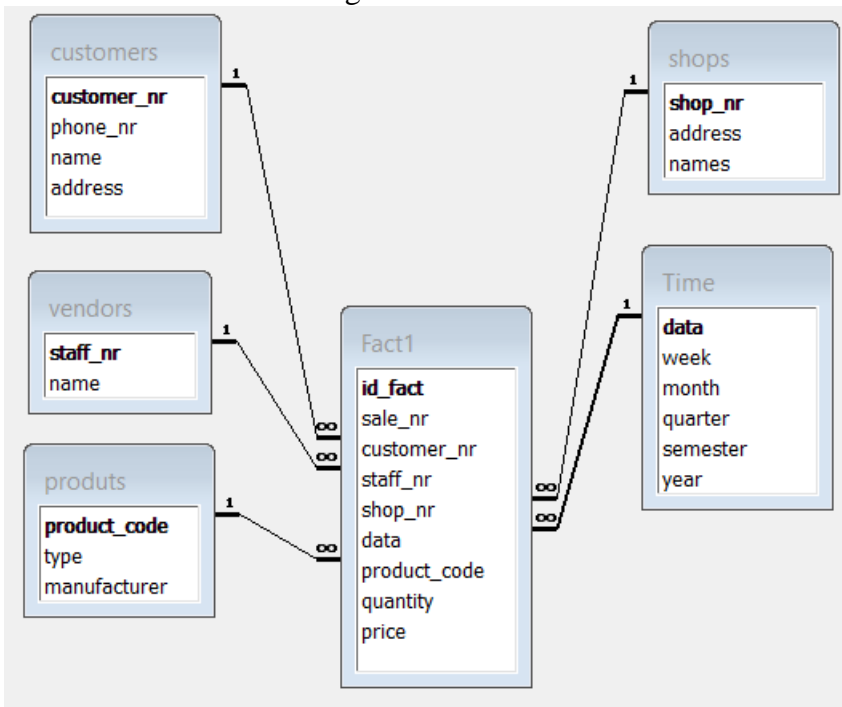 customers
customer_nr
phone_nr
name
address
vendors
staff_nr
name
produts
product_code
type
manufacturer
Fact1
id_fact
sale_nr
customer_nr
staff_nr
shop_nr
data
product_code
quantity
price
shops
shop_nr
address
names
Time
data
week
month
quarter
semester
year
1
1
1
1
1
∞
∞
∞
∞
∞